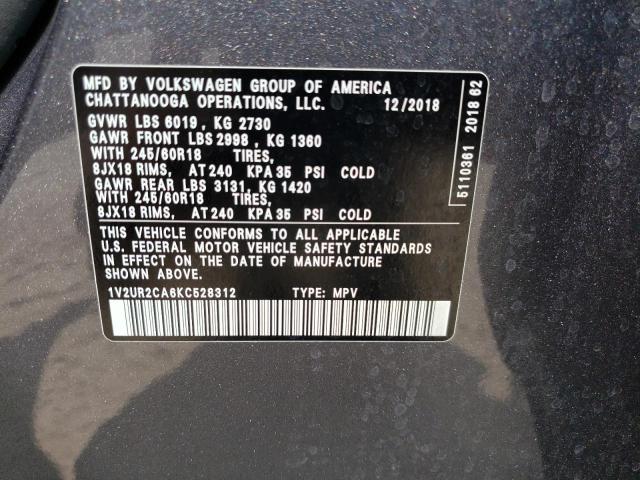 MFD BY VOLKSWAGEN GROUP OF AMERICA
CHATTANOOGA OPERATIONS, LLC. 12/2018
GVWR LBS 6019, KG 2730
GAWR FRONT LBS 2998, KG 1360
WITH 245/60R18 TIRES,
8JX18 RIMS, AT 240 KPA 35 PSI COLD
GAWR REAR LBS 3131, KG 1420
WITH 245/60R18 TIRES,
8JX18 RIMS, AT 240 KPA 35 PSI COLD
THIS VEHICLE CONFORMS TO ALL APPLICABLE
U.S. FEDERAL MOTOR VEHICLE SAFETY STANDARDS
IN EFFECT ON THE DATE OF MANUFACTURE
SHOWN ABOVE.
1V2UR2CA6KC528312 TYPE: MPV
5110361 2018 62